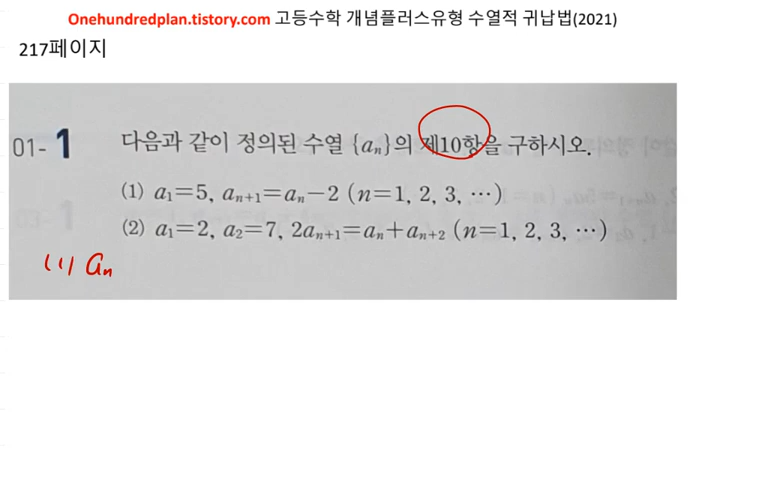 Onehundredplan.tistory.com 고등수학 개념플러스유형 수열적 귀납법(2021)
217페이지
01-1 다음과 같이 정의된 수열 {aₙ}의 제10항을 구하시오.
(1) a₁=5, aₙ₊₁=aₙ−2 (n=1, 2, 3, ⋯)
(2) a₁=2, a₂=7, 2aₙ₊₁=aₙ+aₙ₊₂ (n=1, 2, 3, ⋯)
(1) aₙ